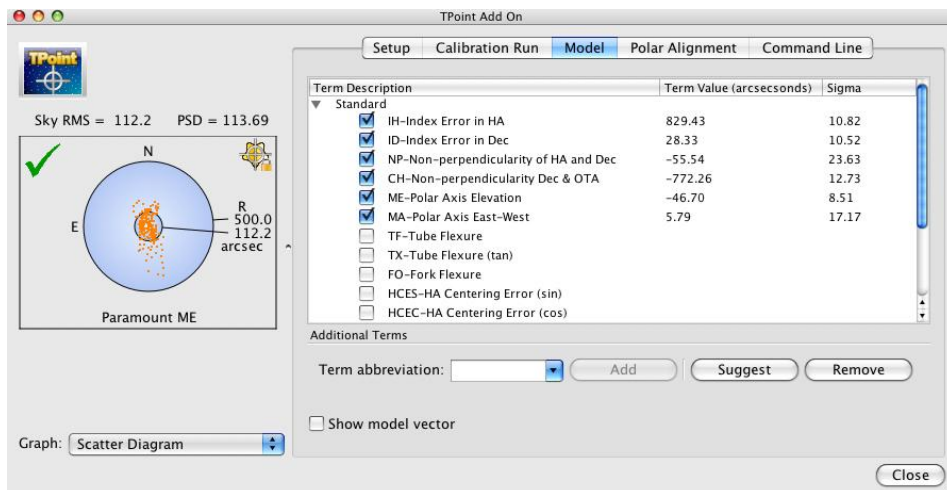 TPoint Add On
TPoint
Sky RMS = 112.2 PSD = 113.69
N
E
R
500.0
112.2
arcsec
Paramount ME
Graph: Scatter Diagram
Setup Calibration Run Model Polar Alignment Command Line
Term Description Term Value (arcsecsonds) Sigma
Standard
IH-Index Error in HA 829.43 10.82
ID-Index Error in Dec 28.33 10.52
NP-Non-perpendicularity of HA and Dec -55.54 23.63
CH-Non-perpendicularity Dec & OTA -772.26 12.73
ME-Polar Axis Elevation -46.70 8.51
MA-Polar Axis East-West 5.79 17.17
TF-Tube Flexure
TX-Tube Flexure (tan)
FO-Fork Flexure
HCES-HA Centering Error (sin)
HCEC-HA Centering Error (cos)
Additional Terms
Term abbreviation: Add Suggest Remove
Show model vector
Close